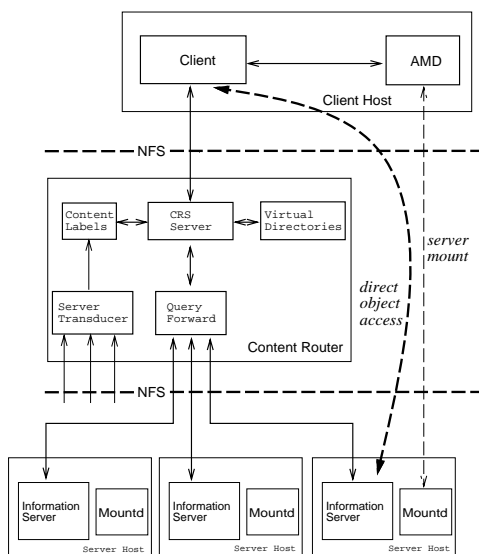 Client
AMD
Client Host
NFS
Content
Labels
CRS
Server
Virtual
Directories
server
mount
direct
object
access
Server
Transducer
Query
Forward
Content Router
NFS
Information
Server
Mountd
Server Host
Information
Server
Mountd
Server Host
Information
Server
Mountd
Server Host